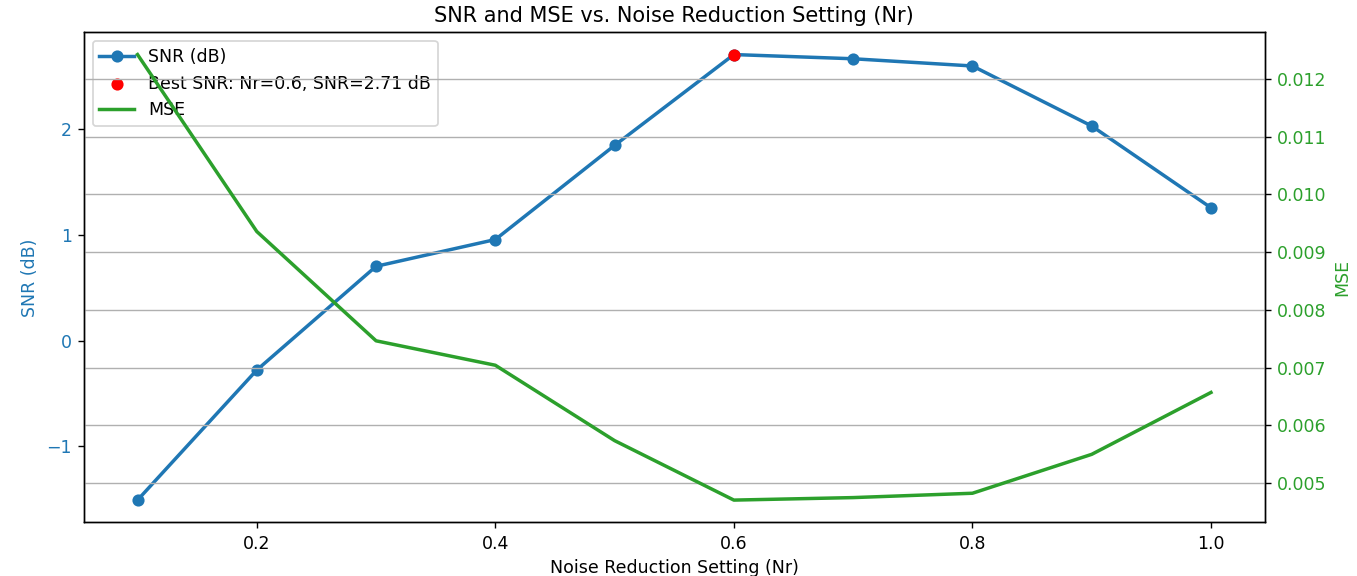 SNR and MSE vs. Noise Reduction Setting (Nr)
SNR (dB)
Best SNR: Nr=0.6, SNR=2.71 dB
MSE
2
1
0
−1
SNR (dB)
0.012
0.011
0.010
0.009
0.008
0.007
0.006
0.005
MSE
0.2
0.4
0.6
0.8
1.0
Noise Reduction Setting (Nr)